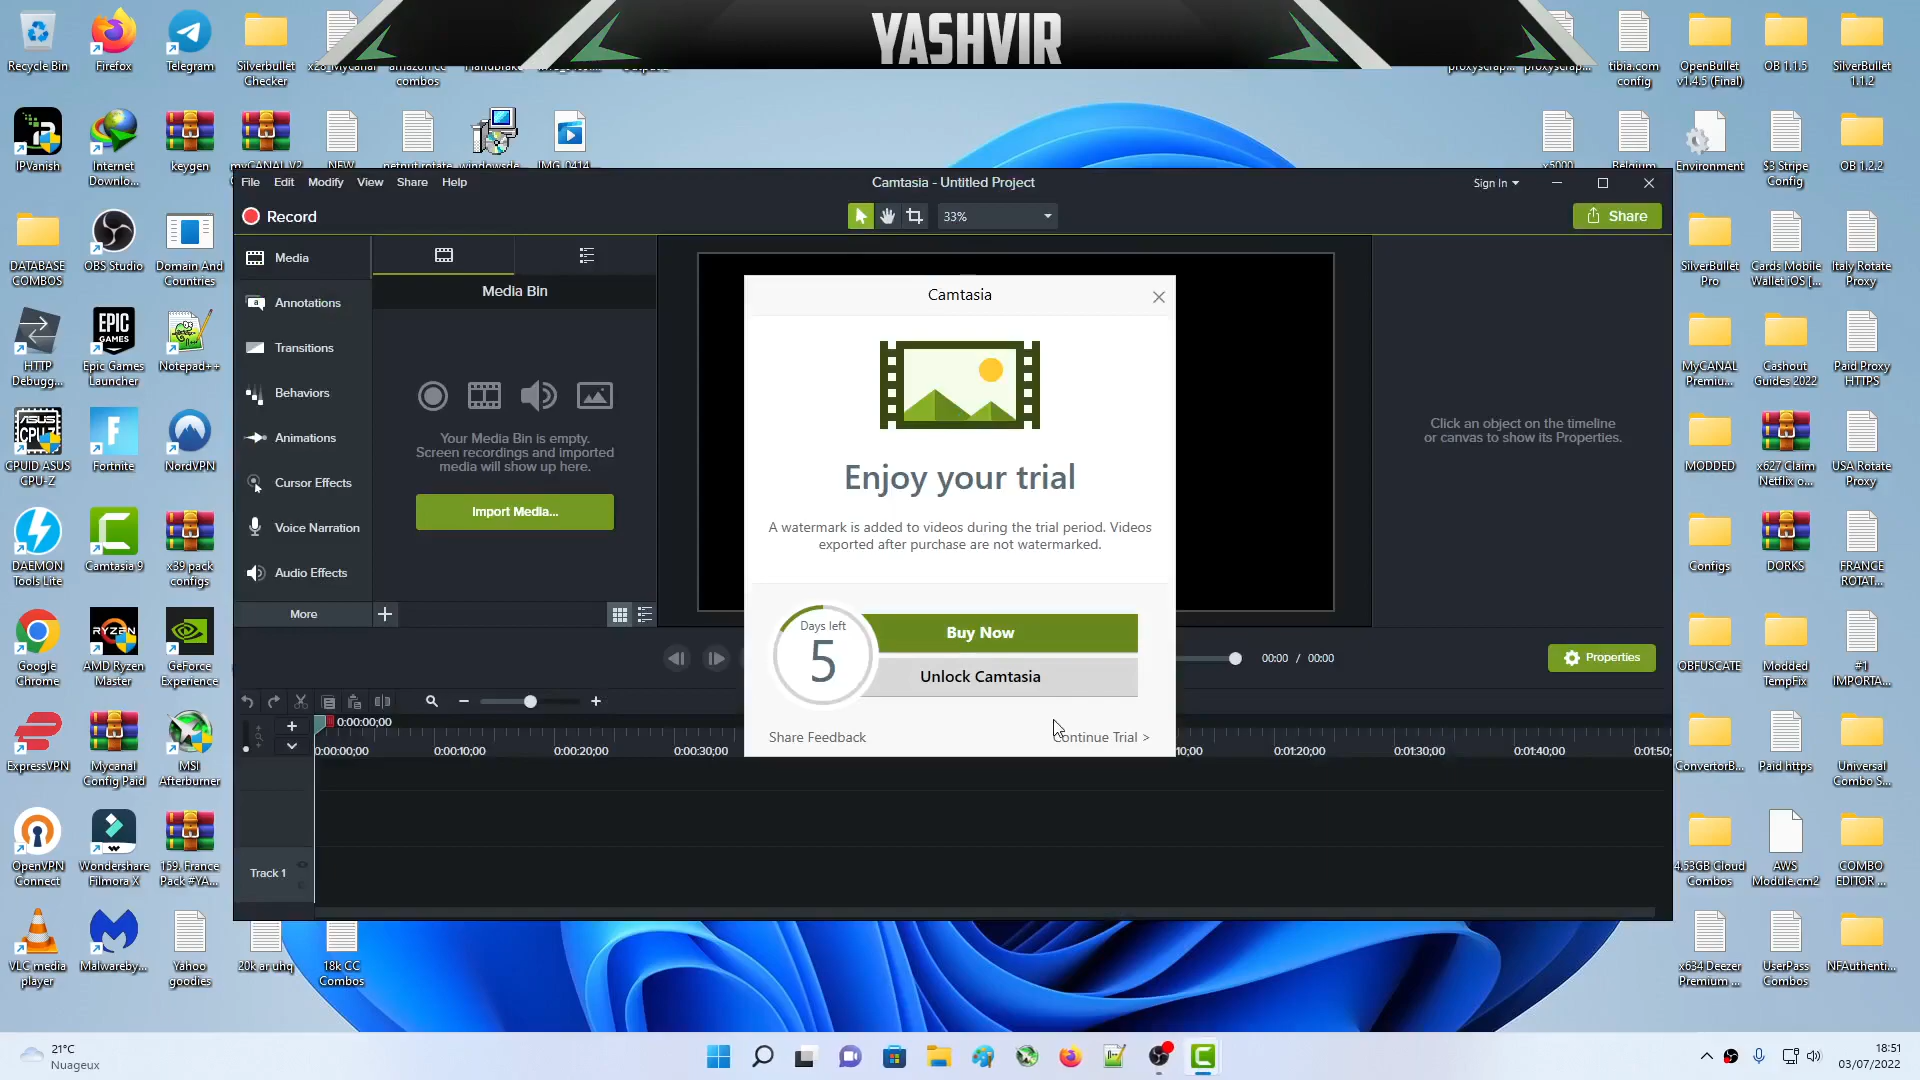 YASHVIR
Recycle Bin
Firefox
Telegram
Silverbullet
Checker
combos
tibia.com
config
OpenBullet
v1.4.5 (Final)
OB 1.1.5
SilverBullet
1.1.2
IPVanish
Internet
Downlo...
keygen
myCANAL V2
NEW
netnut rotate
IMG_0414
x5000
Belgium
Environment
S3 Stripe
Config
OB 1.2.2
File
Edit
Modify
View
Share
Help
Camtasia - Untitled Project
Sign In
Record
33%
Share
DATABASE
COMBOS
OBS Studio
Domain And
Countries
Media
Annotations
Transitions
Behaviors
Animations
Cursor Effects
Voice Narration
Audio Effects
More
Media Bin
Your Media Bin is empty.
Screen recordings and imported
media will show up here.
Import Media...
Camtasia
Enjoy your trial
A watermark is added to videos during the trial period. Videos
exported after purchase are not watermarked.
Days left
5
Buy Now
Unlock Camtasia
Share Feedback
Continue Trial >
Click an object on the timeline
or canvas to show its Properties.
00:00 / 00:00
Properties
SilverBullet
Pro
Cards Mobile
Wallet iOS [...
Italy Rotate
Proxy
HTTP
Debugg...
Epic Games
Launcher
Notepad++
MyCANAL
Premiu...
Cashout
Guides 2022
Paid Proxy
HTTPS
CPUID ASUS
CPU-Z
Fortnite
NordVPN
MODDED
x627 Claim
Netflix o...
USA Rotate
Proxy
DAEMON
Tools Lite
Camtasia 9
x39 pack
configs
Configs
DORKS
FRANCE
ROTAT...
Google
Chrome
AMD Ryzen
Master
GeForce
Experience
OBFUSCATE
Modded
TempFix
#1
IMPORTA...
ExpressVPN
Mycanal
Config Paid
MSI
Afterburner
0:00:00;00
0:00:00;00
0:00:10;00
0:00:20;00
0:00:30;00
0:01:20;00
0:01:30;00
0:01:40;00
0:01:50;
Track 1
ConvertorB...
Paid https
Universal
Combo S...
OpenVPN
Connect
Wondershare
Filmora X
159. France
Pack #YA...
4.53GB Cloud
Combos
AWS
Module.cm2
COMBO
EDITOR ...
VLC media
player
Malwareby...
Yahoo
goodies
20k ar uhq
18k CC
Combos
x634 Deezer
Premium ...
UserPass
Combos
NFAuthenti...
21°C
Nuageux
18:51
03/07/2022